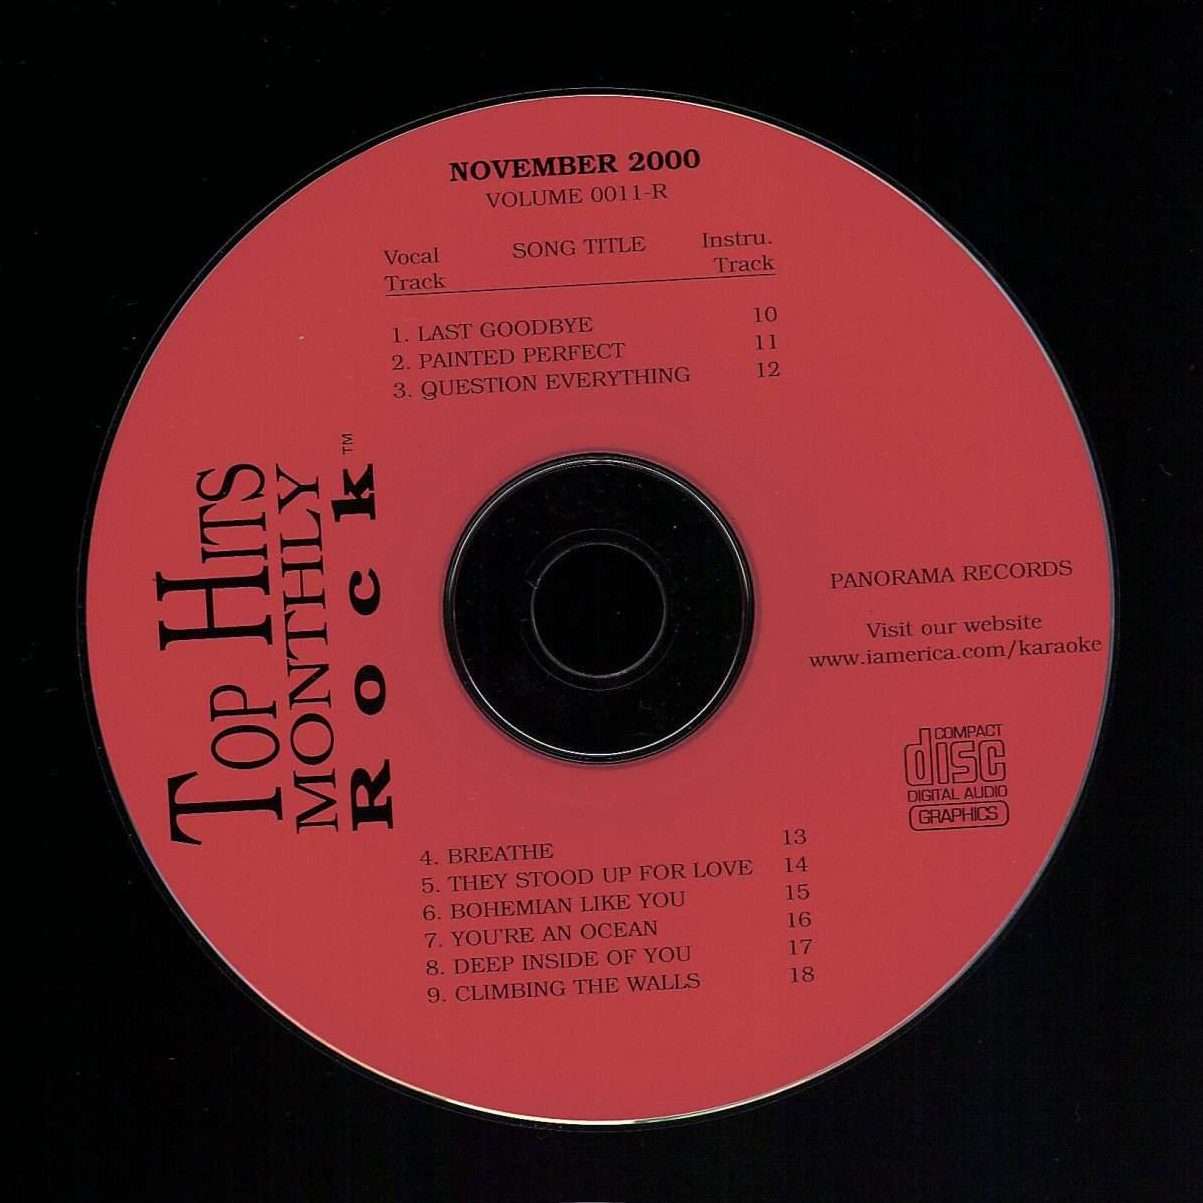 NOVEMBER 2000
VOLUME 0011-R
Vocal SONG TITLE Instru.
Track Track
1. LAST GOODBYE 10
2. PAINTED PERFECT 11
3. QUESTION EVERYTHING 12
TOP HITS
MONTHLY
Rock™
PANORAMA RECORDS
Visit our website
www.iamerica.com/karaoke
COMPACT
disc
DIGITAL AUDIO
GRAPHICS
4. BREATHE 13
5. THEY STOOD UP FOR LOVE 14
6. BOHEMIAN LIKE YOU 15
7. YOU'RE AN OCEAN 16
8. DEEP INSIDE OF YOU 17
9. CLIMBING THE WALLS 18